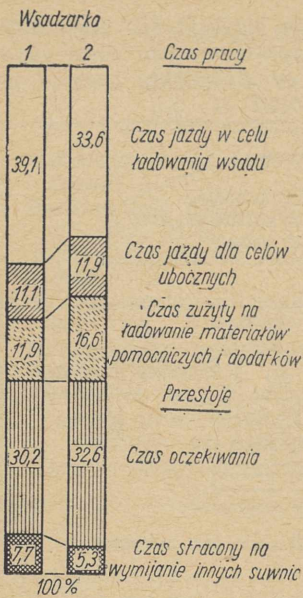 Wsadzarka
1 2 Czas pracy
39,1 33,6 Czas jazdy w celu
ładowania wsadu
11,1 11,9 Czas jazdy dla celów
ubocznych
11,9 16,6 Czas zużyty na
ładowanie materiałów
pomocniczych i dodatków
Przestoje
30,2 32,6 Czas oczekiwania
7,7 5,3 Czas stracony na
wymijanie innych suwnic
100%